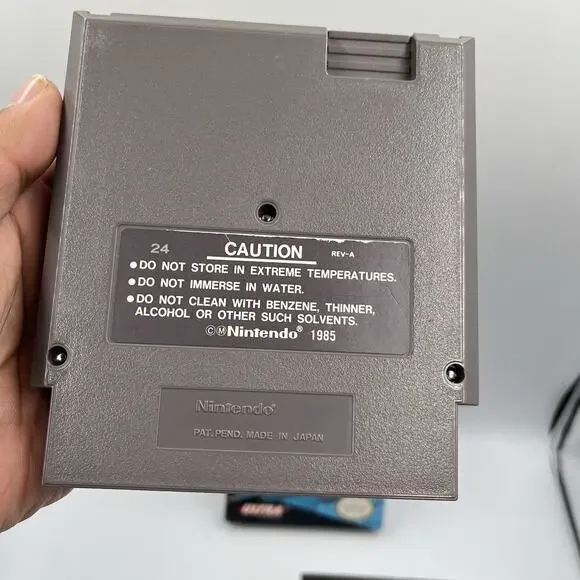 24 CAUTION REV-A
•DO NOT STORE IN EXTREME TEMPERATURES.
•DO NOT IMMERSE IN WATER.
•DO NOT CLEAN WITH BENZENE, THINNER,
ALCOHOL OR OTHER SUCH SOLVENTS.
©ⓂNintendo® 1985
Nintendo®
PAT. PEND. MADE IN JAPAN